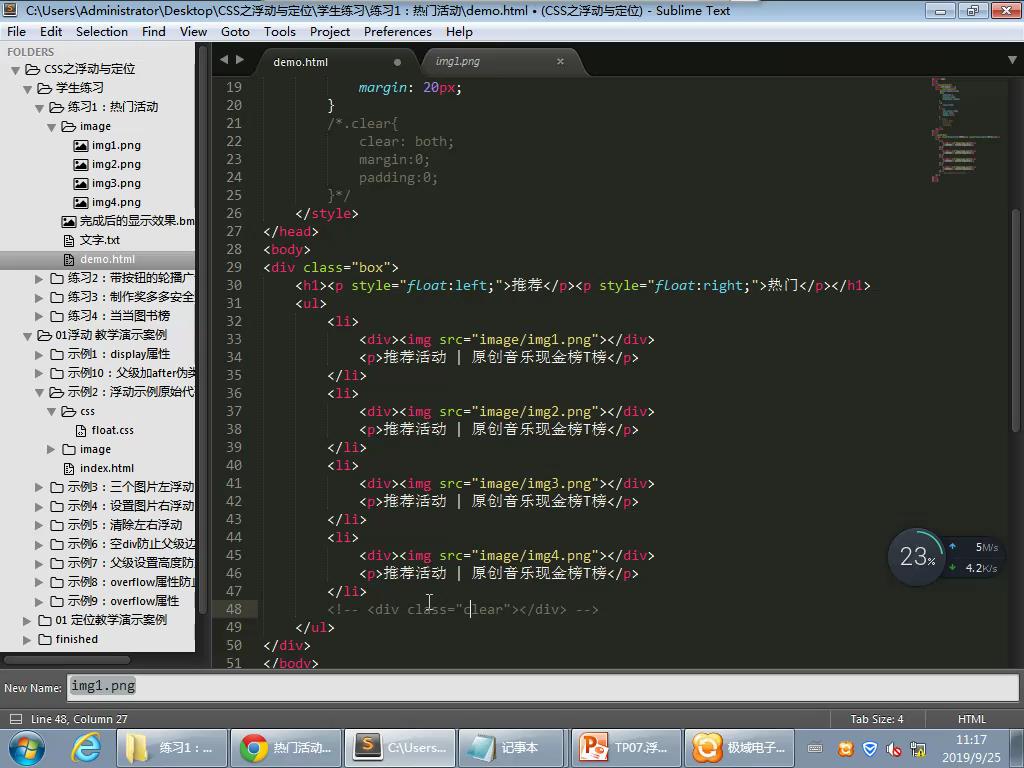 C:\Users\Administrator\Desktop\CSS之浮动与定位\学生练习\练习1：热门活动\demo.html • (CSS之浮动与定位) - Sublime Text
File Edit Selection Find View Goto Tools Project Preferences Help
FOLDERS
CSS之浮动与定位
学生练习
练习1：热门活动
image
img1.png
img2.png
img3.png
img4.png
完成后的显示效果.bm
文字.txt
demo.html
练习2：带按钮的轮播广
练习3：制作奖多多安全
练习4：当当图书榜
01浮动 教学演示案例
示例1：display属性
示例10：父级加after伪类
示例2：浮动示例原始代
css
float.css
image
index.html
示例3：三个图片左浮动
示例4：设置图片右浮动
示例5：清除左右浮动
示例6：空div防止父级边
示例7：父级设置高度防
示例8：overflow属性防止
示例9：overflow属性
01 定位教学演示案例
finished
demo.html
img1.png
19 margin: 20px;
20 }
21 /*.clear{
22 clear: both;
23 margin:0;
24 padding:0;
25 }*/
26 </style>
27 </head>
28 <body>
29 <div class="box">
30 <h1><p style="float:left;">推荐</p><p style="float:right;">热门</p></h1>
31 <ul>
32 <li>
33 <div><img src="image/img1.png"></div>
34 <p>推荐活动 | 原创音乐现金榜T榜</p>
35 </li>
36 <li>
37 <div><img src="image/img2.png"></div>
38 <p>推荐活动 | 原创音乐现金榜T榜</p>
39 </li>
40 <li>
41 <div><img src="image/img3.png"></div>
42 <p>推荐活动 | 原创音乐现金榜T榜</p>
43 </li>
44 <li>
45 <div><img src="image/img4.png"></div>
46 <p>推荐活动 | 原创音乐现金榜T榜</p>
47 </li>
48 <!-- <div class="clear"></div> -->
49 </ul>
50 </div>
51 </body>
23%
5M/s
4.2K/s
New Name: img1.png
Line 48, Column 27
Tab Size: 4
HTML
练习1：...
热门活动...
C:\Users...
记事本
TP07.浮...
极域电子...
11:17
2019/9/25